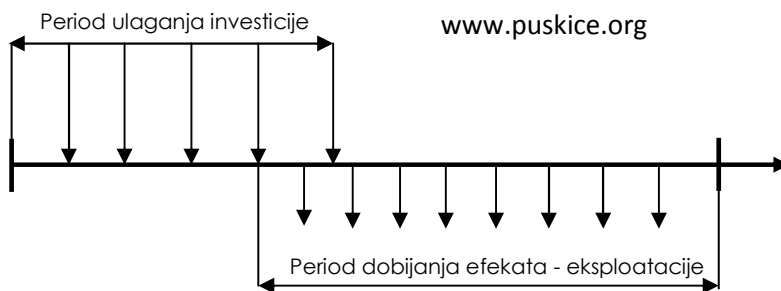 Period ulaganja investicije
www.puskice.org
Period dobijanja efekata - eksploatacije